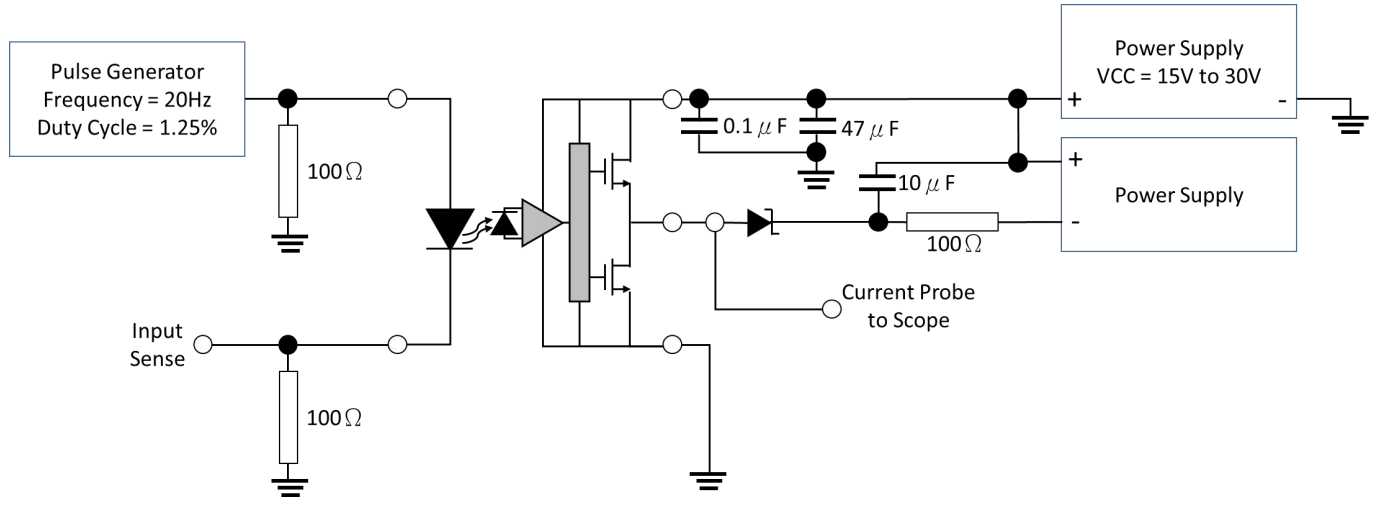 Pulse Generator
Frequency = 20Hz
Duty Cycle = 1.25%
100Ω
Input
Sense
100Ω
0.1 μF
47 μF
10 μF
100Ω
Current Probe
to Scope
Power Supply
VCC = 15V to 30V
+
-
Power Supply
+
-